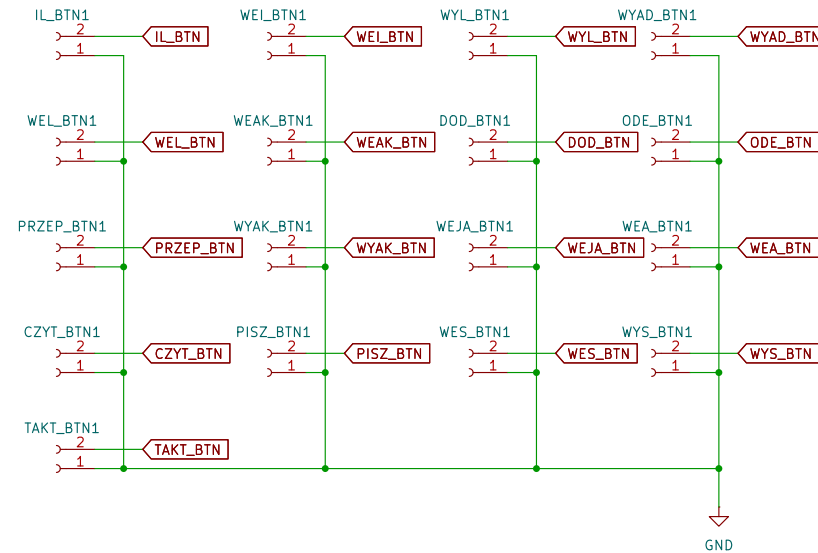 IL_BTN1 WEI_BTN1 WYL_BTN1 WYAD_BTN1
2 IL_BTN 2 WEI_BTN 2 WYL_BTN 2 WYAD_BTN
1 1 1 1
WEL_BTN1 WEAK_BTN1 DOD_BTN1 ODE_BTN1
2 WEL_BTN 2 WEAK_BTN 2 DOD_BTN 2 ODE_BTN
1 1 1 1
PRZEP_BTN1 WYAK_BTN1 WEJA_BTN1 WEA_BTN1
2 PRZEP_BTN 2 WYAK_BTN 2 WEJA_BTN 2 WEA_BTN
1 1 1 1
CZYT_BTN1 PISZ_BTN1 WES_BTN1 WYS_BTN1
2 CZYT_BTN 2 PISZ_BTN 2 WES_BTN 2 WYS_BTN
1 1 1 1
TAKT_BTN1
2 TAKT_BTN
1
GND